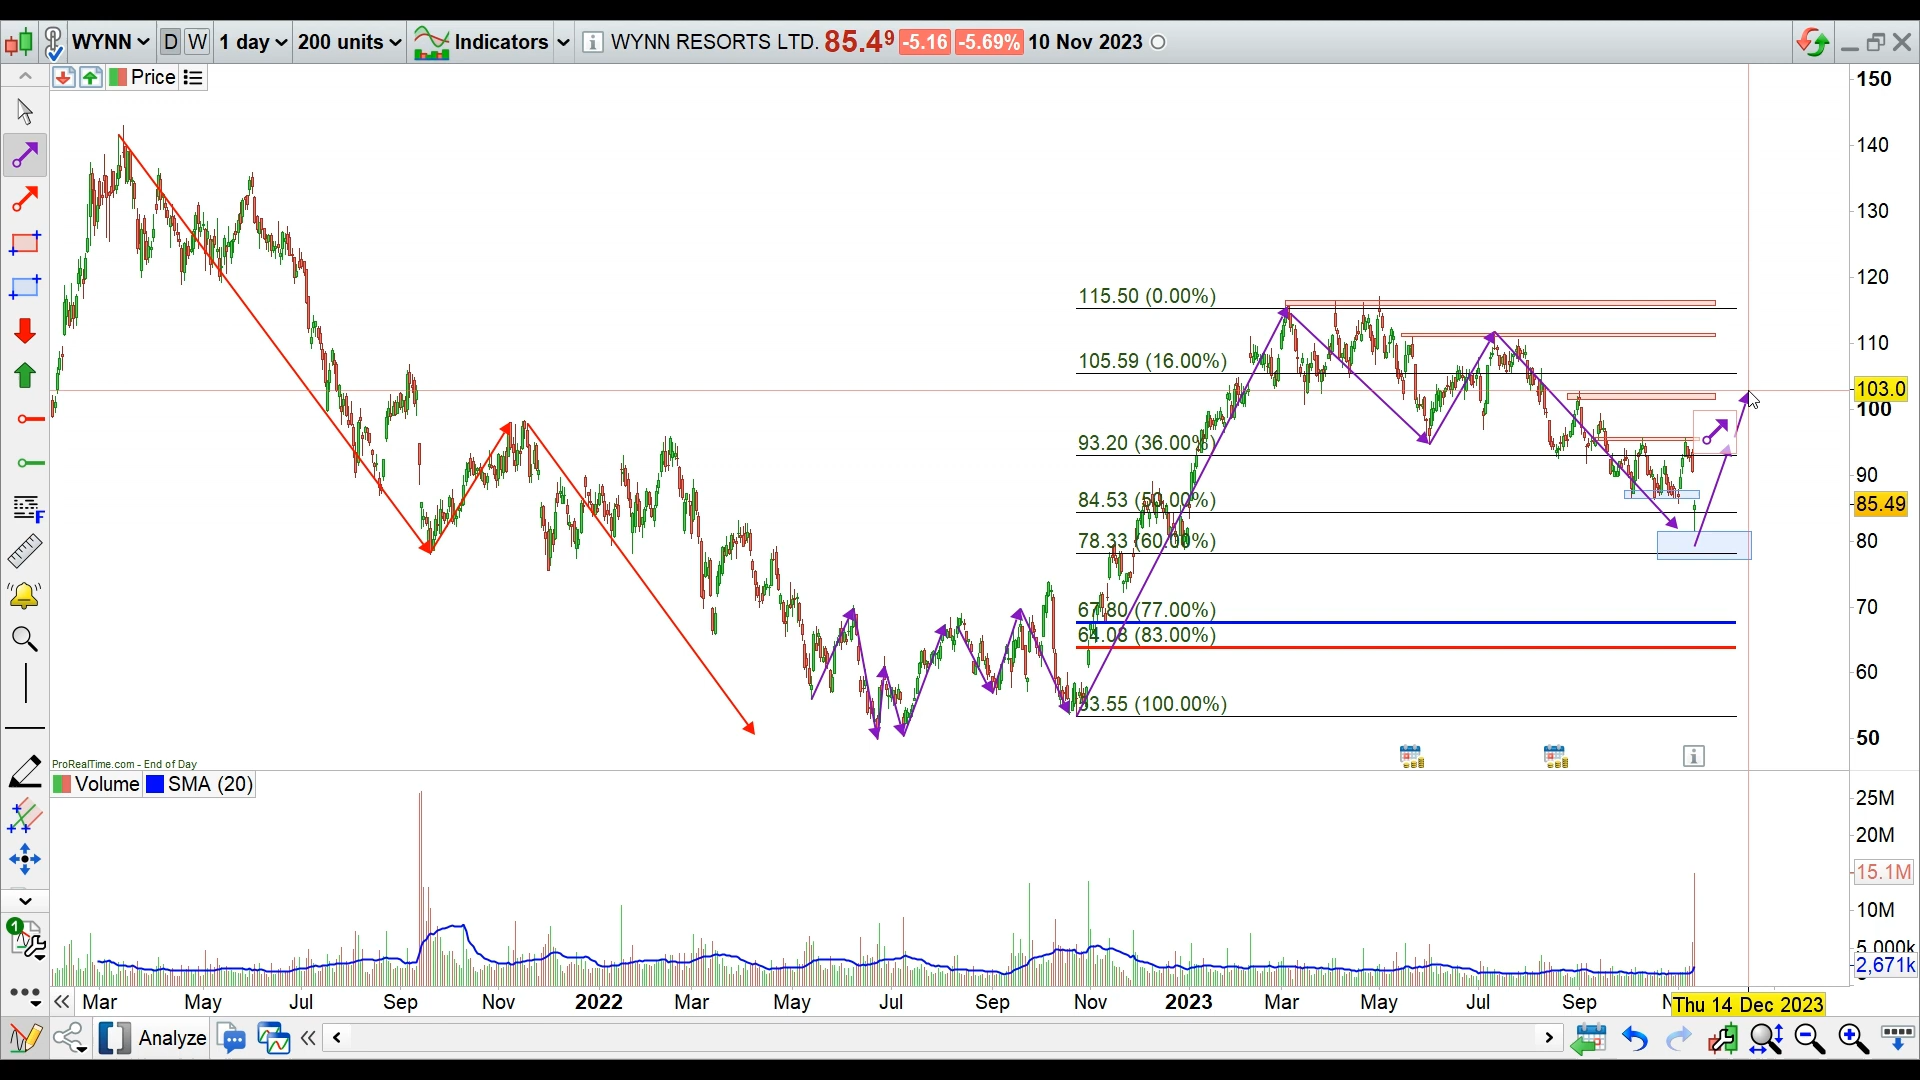 WYNN D W 1 day 200 units Indicators i WYNN RESORTS LTD. 85.49 -5.16 -5.69% 10 Nov 2023
Price
150
140
130
120
115.50 (0.00%)
110
105.59 (16.00%)
103.0
100
93.20 (36.00%)
90
84.53 (50.00%)
85.49
78.33 (60.00%)
80
67.80 (77.00%)
70
64.08 (83.00%)
60
53.55 (100.00%)
50
F
i
ProRealTime.com - End of Day
Volume SMA (20)
25M
20M
15.1M
10M
5,000k
2,671k
1
Mar May Jul Sep Nov 2022 Mar May Jul Sep Nov 2023 Mar May Jul Sep Thu 14 Dec 2023
Analyze